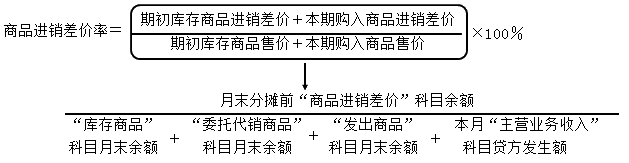 商品进销差价率＝
期初库存商品进销差价＋本期购入商品进销差价
期初库存商品售价＋本期购入商品售价
×100％
月末分摊前“商品进销差价”科目余额
“库存商品”科目月末余额 ＋ “委托代销商品”科目月末余额 ＋ “发出商品”科目月末余额 ＋ 本月“主营业务收入”科目贷方发生额